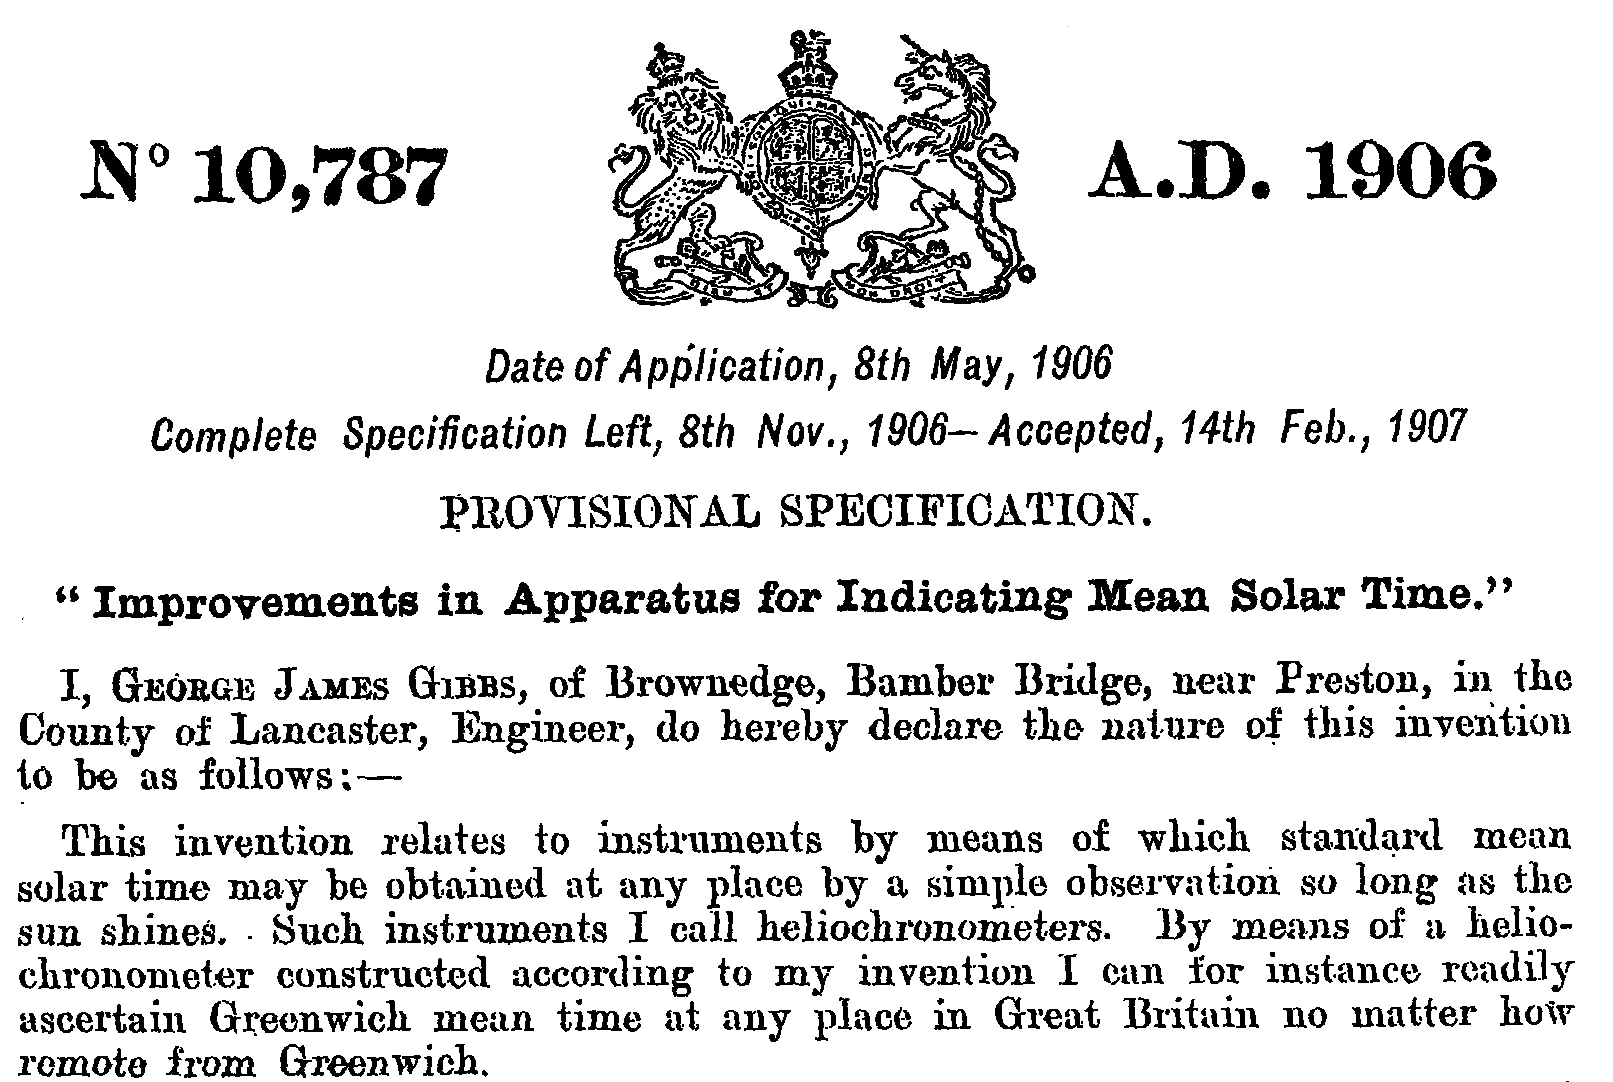 Nº 10,787
A.D. 1906
QUI·MA
DIEU ET
MON DROIT
Date of Application, 8th May, 1906
Complete Specification Left, 8th Nov., 1906—Accepted, 14th Feb., 1907
PROVISIONAL SPECIFICATION.
“Improvements in Apparatus for Indicating Mean Solar Time.”
I, GEORGE JAMES GIBBS, of Brownedge, Bamber Bridge, near Preston, in the
County of Lancaster, Engineer, do hereby declare the nature of this invention
to be as follows:—
This invention relates to instruments by means of which standard mean
solar time may be obtained at any place by a simple observation so long as the
sun shines. Such instruments I call heliochronometers. By means of a helio-
chronometer constructed according to my invention I can for instance readily
ascertain Greenwich mean time at any place in Great Britain no matter how
remote from Greenwich.